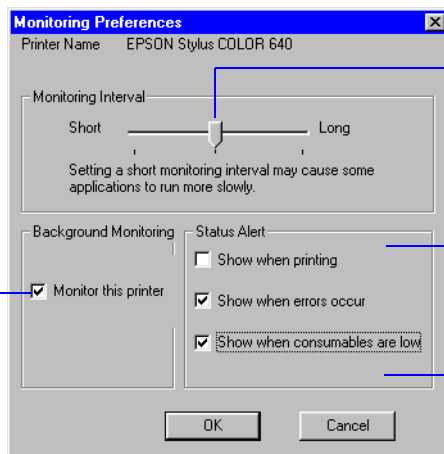 Monitoring Preferences
Printer Name EPSON Stylus COLOR 640
Monitoring Interval
Short Long
Setting a short monitoring interval may cause some
applications to run more slowly.
Background Monitoring
Monitor this printer
Status Alert
Show when printing
Show when errors occur
Show when consumables are low
OK Cancel